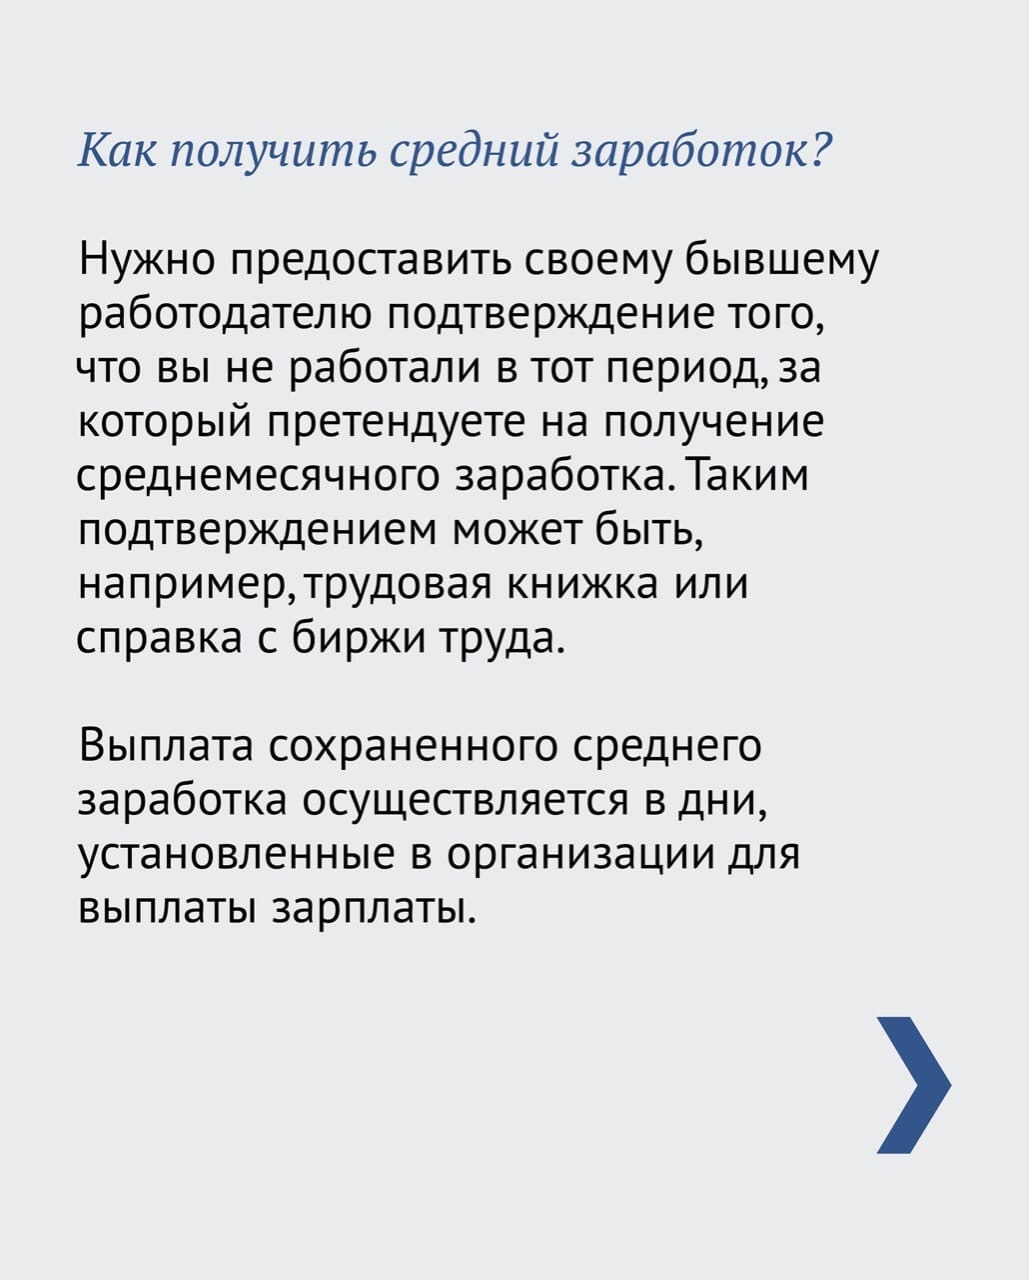 Как получить средний заработок?
Нужно предоставить своему бывшему
работодателю подтверждение того,
что вы не работали в тот период, за
который претендуете на получение
среднемесячного заработка. Таким
подтверждением может быть,
например, трудовая книжка или
справка с биржи труда.
Выплата сохраненного среднего
заработка осуществляется в дни,
установленные в организации для
выплаты зарплаты.